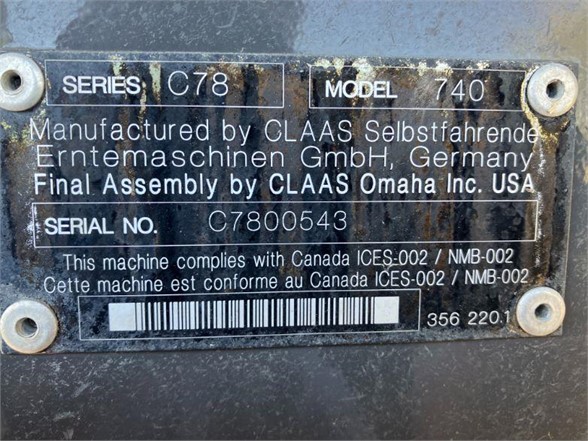 SERIES C78 MODEL 740
Manufactured by CLAAS Selbstfahrende
Erntemaschinen GmbH, Germany
Final Assembly by CLAAS Omaha Inc. USA
SERIAL NO. C7800543
This machine complies with Canada ICES-002 / NMB-002
Cette machine est conforme au Canada ICES-002 / NMB-002
356 220.1